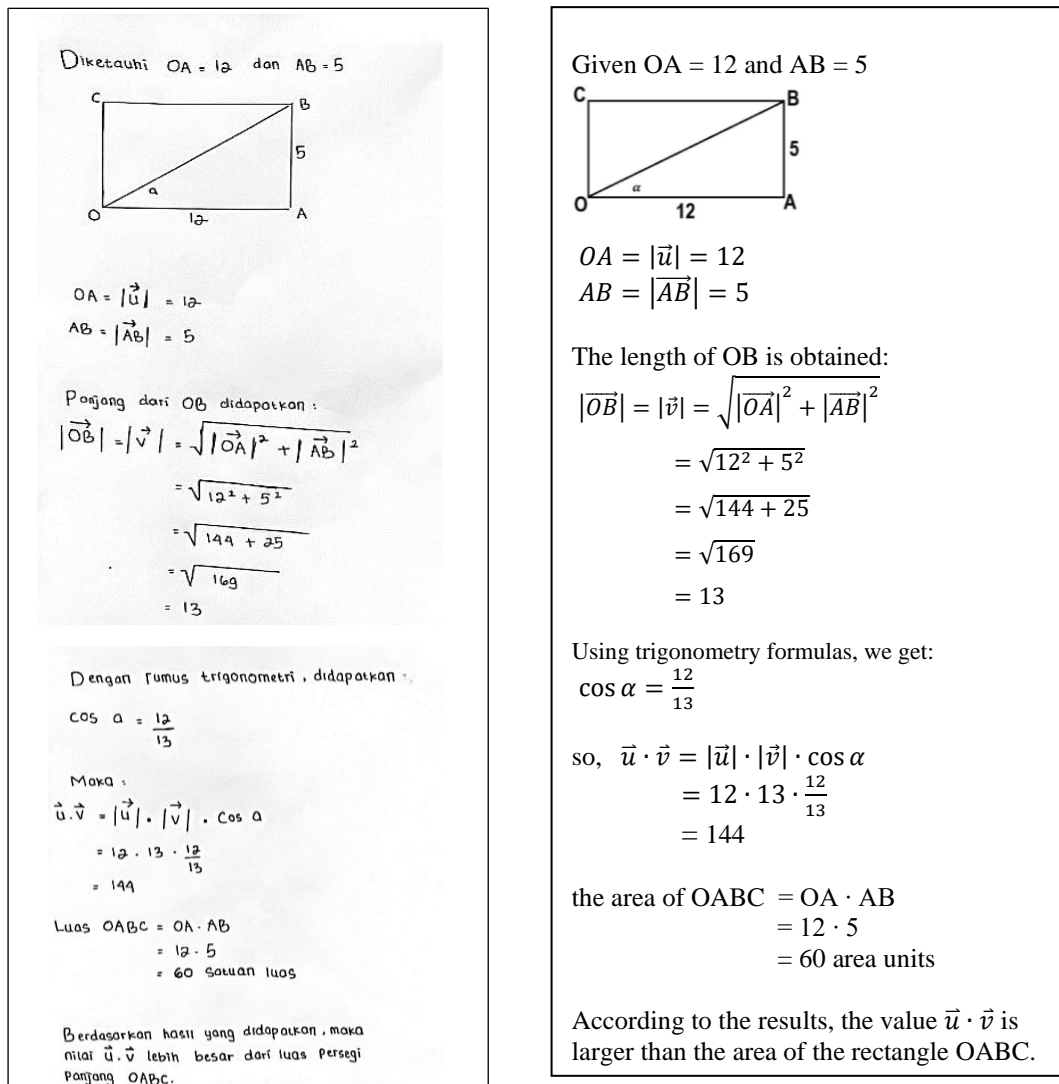 Diketauhi OA = 12 dan AB = 5
C
B
5
a
O
12
A
OA = |u⃗| = 12
AB = |AB⃗| = 5
Panjang dari OB didapatkan :
|OB⃗| = |v⃗| = √|OA⃗|² + |AB⃗|²
= √12² + 5²
= √144 + 25
= √169
= 13
Dengan rumus trigonometri, didapatkan :
cos a = 12/13
Maka :
u⃗ . v⃗ = |u⃗| . |v⃗| . cos a
= 12 . 13 . 12/13
= 144
Luas OABC = OA . AB
= 12 . 5
= 60 satuan luas
Berdasarkan hasil yang didapatkan, maka
nilai u⃗ . v⃗ lebih besar dari luas persegi
panjang OABC.
Given OA = 12 and AB = 5
C
B
5
α
O
12
A
OA = |u⃗| = 12
AB = |AB⃗| = 5
The length of OB is obtained:
|OB⃗| = |v⃗| = √|OA⃗|² + |AB⃗|²
= √12² + 5²
= √144 + 25
= √169
= 13
Using trigonometry formulas, we get:
cos α = 12/13
so, u⃗ · v⃗ = |u⃗| · |v⃗| · cos α
= 12 · 13 · 12/13
= 144
the area of OABC = OA · AB
= 12 · 5
= 60 area units
According to the results, the value u⃗ · v⃗ is
larger than the area of the rectangle OABC.